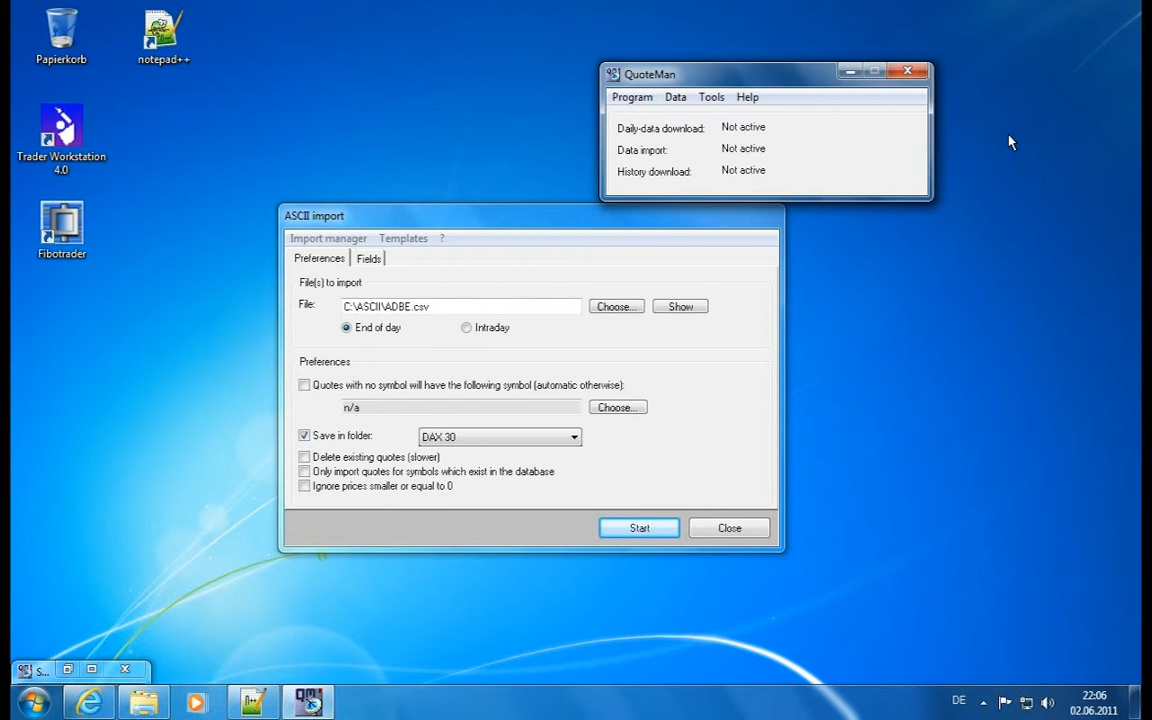 Papierkorb
notepad++
Trader Workstation
4.0
Fibotrader
QuoteMan
Program Data Tools Help
Daily-data download: Not active
Data import: Not active
History download: Not active
ASCII import
Import manager Templates ?
Preferences Fields
File(s) to import
File: C:\ASCII\ADBE.csv Choose... Show
End of day Intraday
Preferences
Quotes with no symbol will have the following symbol (automatic otherwise):
n/a Choose...
Save in folder: DAX 30
Delete existing quotes (slower)
Only import quotes for symbols which exist in the database
Ignore prices smaller or equal to 0
Start Close
S...
DE 22:06
02.06.2011